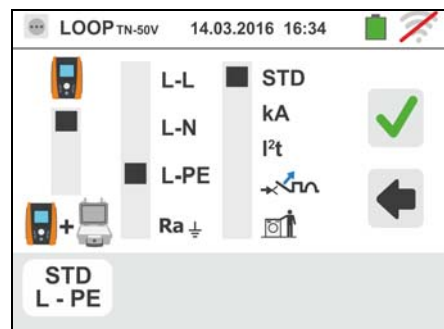 LOOP TN-50V 14.03.2016 16:34
L-L
L-N
L-PE
Ra
STD
kA
I²t
+
STD
L - PE